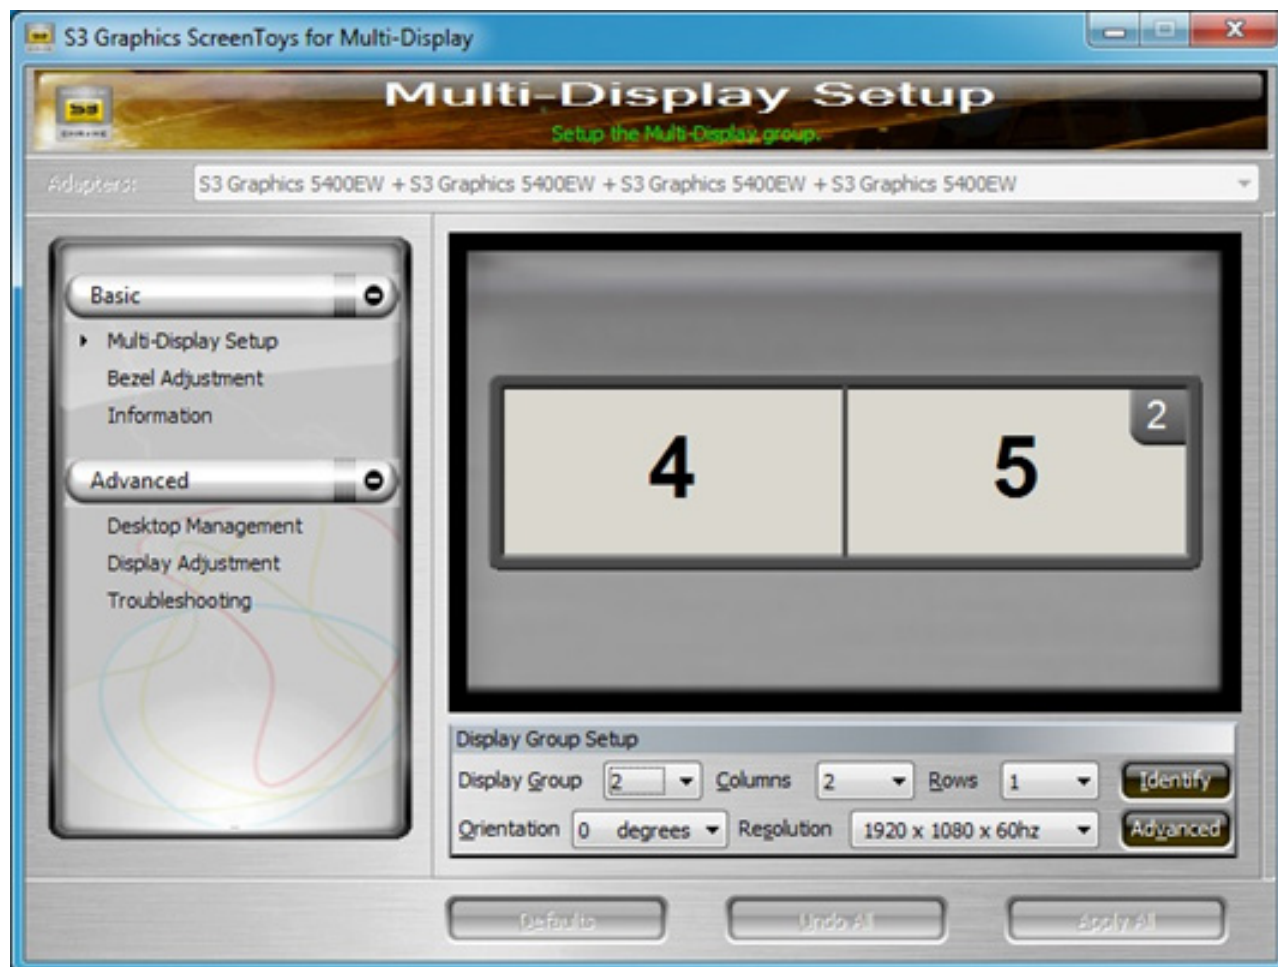 S3 Graphics ScreenToys for Multi-Display
S3
CHROME
Multi-Display Setup
Setup the Multi-Display group.
Adapters: S3 Graphics 5400EW + S3 Graphics 5400EW + S3 Graphics 5400EW + S3 Graphics 5400EW
Basic
Multi-Display Setup
Bezel Adjustment
Information
Advanced
Desktop Management
Display Adjustment
Troubleshooting
4 5 2
Display Group Setup
Display Group 2 Columns 2 Rows 1 Identify
Orientation 0 degrees Resolution 1920 x 1080 x 60hz Advanced
Defaults Undo All Apply All